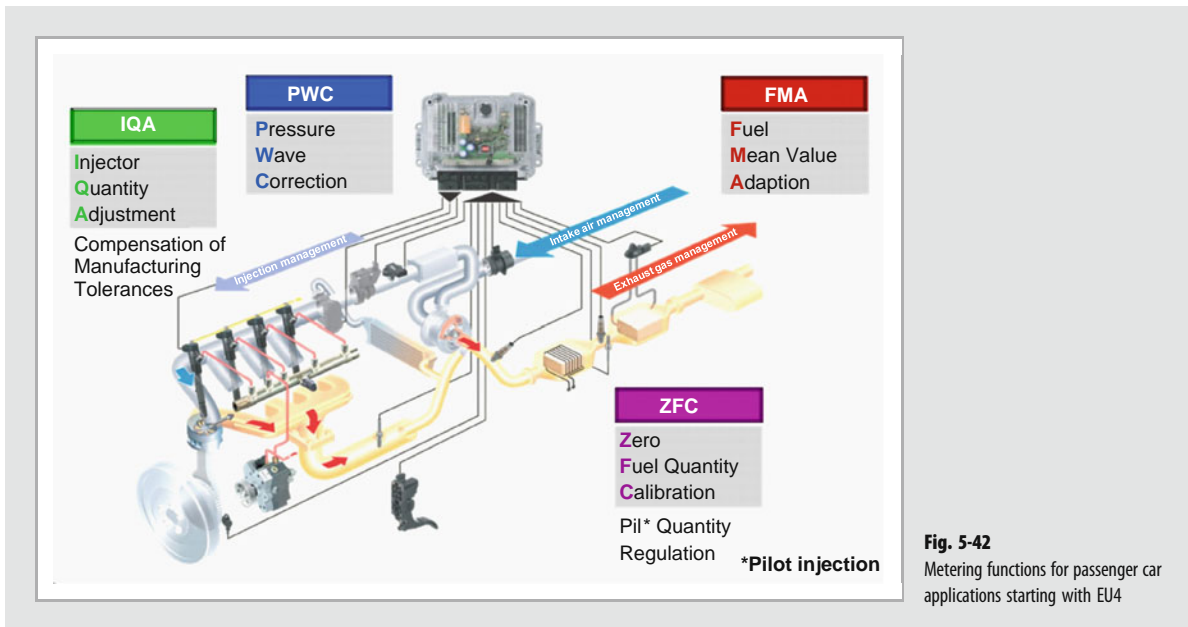 IQA
Injector
Quantity
Adjustment
Compensation of
Manufacturing
Tolerances
PWC
Pressure
Wave
Correction
FMA
Fuel
Mean Value
Adaption
Injection management
Intake air management
Exhaust gas management
ZFC
Zero
Fuel Quantity
Calibration
Pil* Quantity
Regulation
*Pilot injection
Fig. 5-42
Metering functions for passenger car
applications starting with EU4